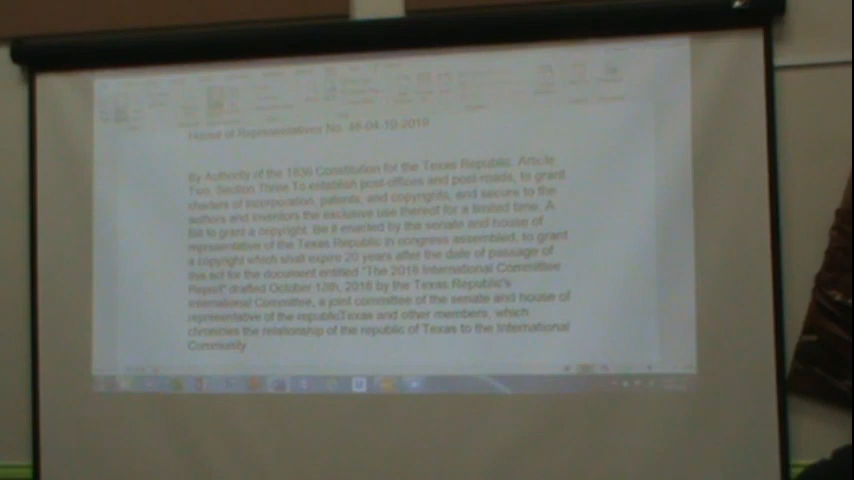 House of Representatives No. 46-04-10-2019
By Authority of the 1836 Constitution for the Texas Republic. Article
Two, Section Three To establish post offices and post roads, to grant
charters of incorporation, patents, and copyrights, and secure to the
authors and inventors the exclusive use thereof for a limited time. A
Bill to grant a copyright. Be it enacted by the senate and house of
representative of the Texas Republic in congress assembled, to grant
a copyright which shall expire 20 years after the date of passage of
this act for the document entitled "The 2018 International Committee
Report" drafted October 13th, 2018 by the Texas Republic's
International Committee, a joint committee of the senate and house of
representative of the republicTexas and other members, which
chronicles the relationship of the republic of Texas to the International
Community